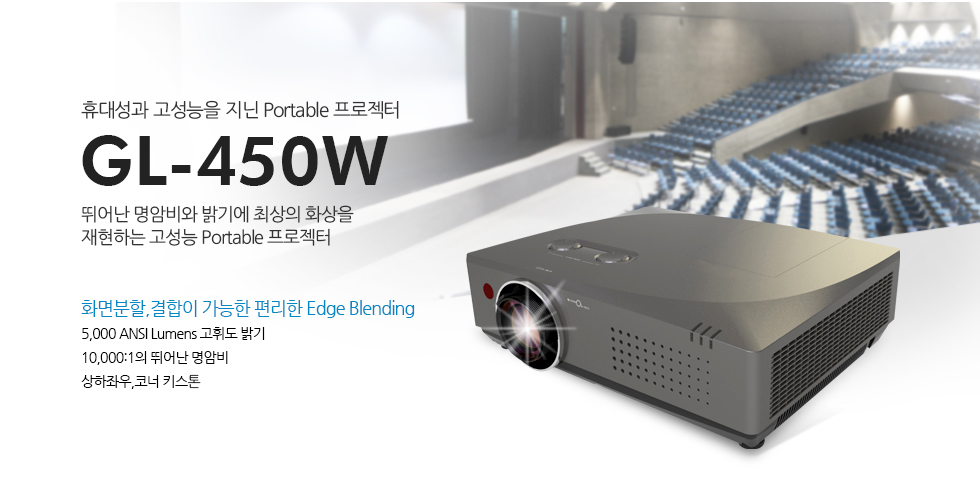 휴대성과 고성능을 지닌 Portable 프로젝터
GL-450W
뛰어난 명암비와 밝기에 최상의 화상을
재현하는 고성능 Portable 프로젝터
화면분할,결합이 가능한 편리한 Edge Blending
5,000 ANSI Lumens 고휘도 밝기
10,000:1의 뛰어난 명암비
상하좌우,코너 키스톤